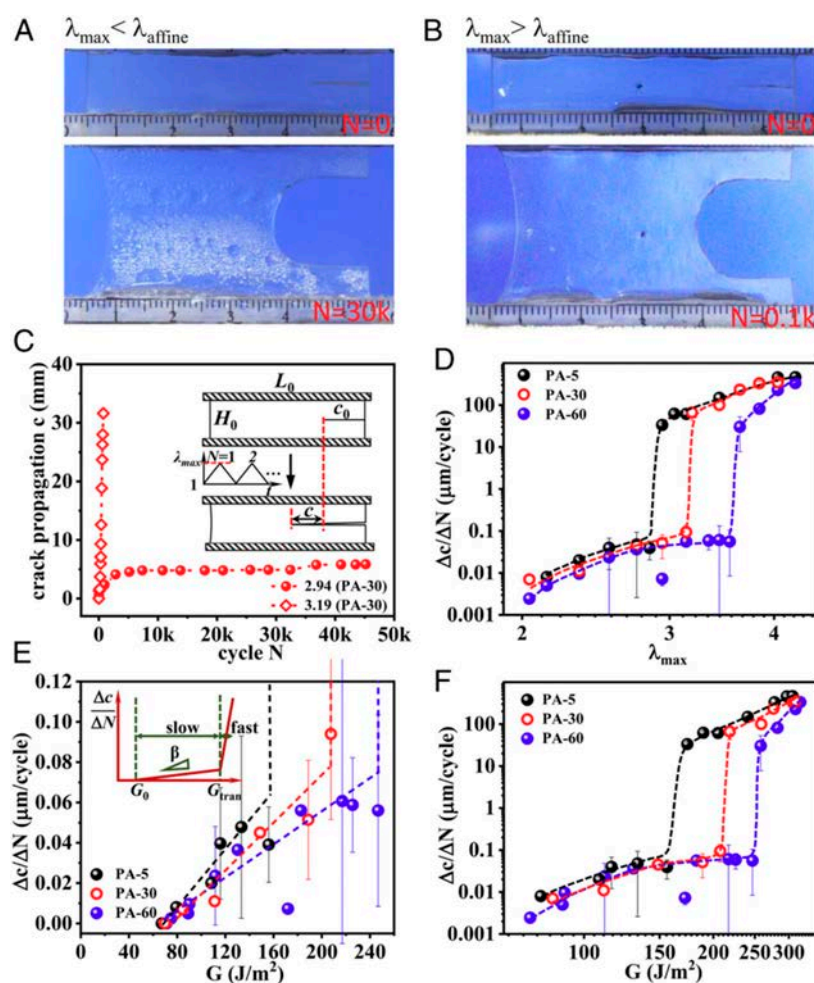 A
λmax < λaffine
N=0
0 1 2
N=30k
B
λmax > λaffine
N=0
N=0.1k
C
crack propagation c (mm)
40
30
20
10
0
0 10k 20k 30k 40k 50k
cycle N
L0
H0
c0
λmax N=1 2 ...
1 t
c
2.94 (PA-30)
3.19 (PA-30)
D
Δc/ΔN (μm/cycle)
100
10
1
0.1
0.01
0.001
PA-5
PA-30
PA-60
2 3 4
λmax
E
Δc/ΔN (μm/cycle)
0.12
0.10
0.08
0.06
0.04
0.02
0.00
Δc
ΔN
slow fast
β
G0 Gtran
PA-5
PA-30
PA-60
0 40 80 120 160 200 240
G (J/m²)
F
Δc/ΔN (μm/cycle)
100
10
1
0.1
0.01
0.001
PA-5
PA-30
PA-60
100 150 200 250 300
G (J/m²)